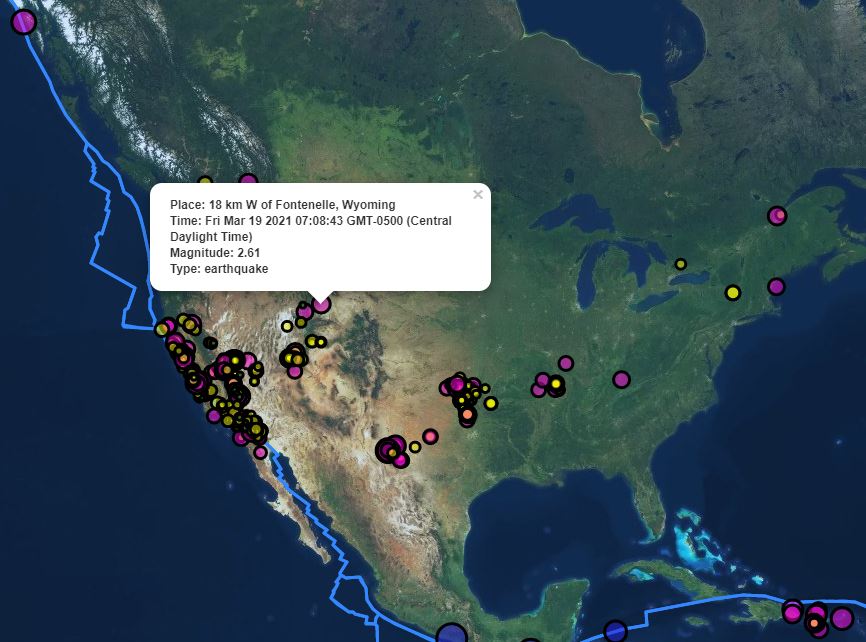 ×
Place: 18 km W of Fontenelle, Wyoming
Time: Fri Mar 19 2021 07:08:43 GMT-0500 (Central
Daylight Time)
Magnitude: 2.61
Type: earthquake